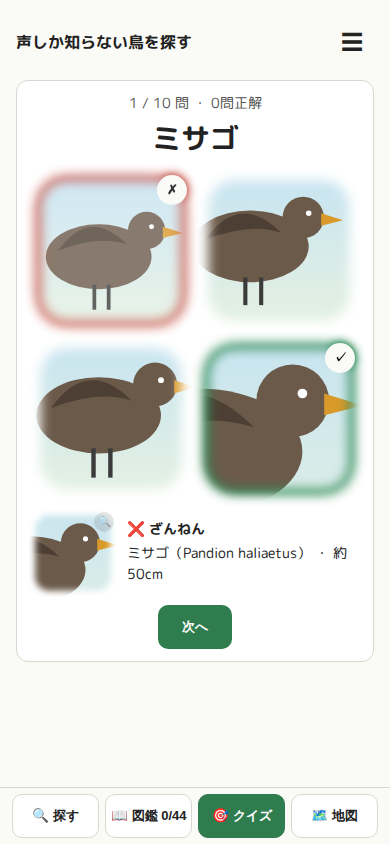 声しか知らない鳥を探す
1 / 10 問 · 0問正解
ミサゴ
✗
✓
❌ ざんねん
ミサゴ（Pandion haliaetus） · 約
50cm
次へ
🔍 探す
📖 図鑑 0/44
🎯 クイズ
🗺️ 地図